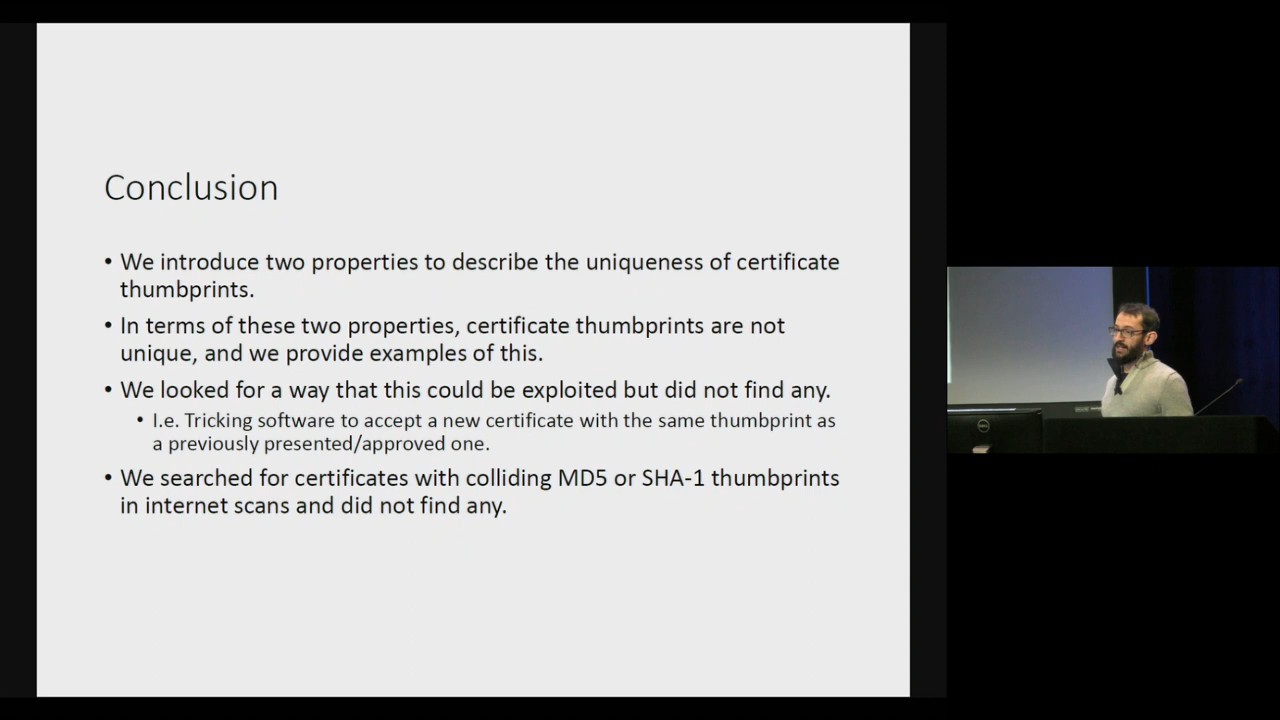 Conclusion
• We introduce two properties to describe the uniqueness of certificate
thumbprints.
• In terms of these two properties, certificate thumbprints are not
unique, and we provide examples of this.
• We looked for a way that this could be exploited but did not find any.
• I.e. Tricking software to accept a new certificate with the same thumbprint as
a previously presented/approved one.
• We searched for certificates with colliding MD5 or SHA-1 thumbprints
in internet scans and did not find any.
DELL